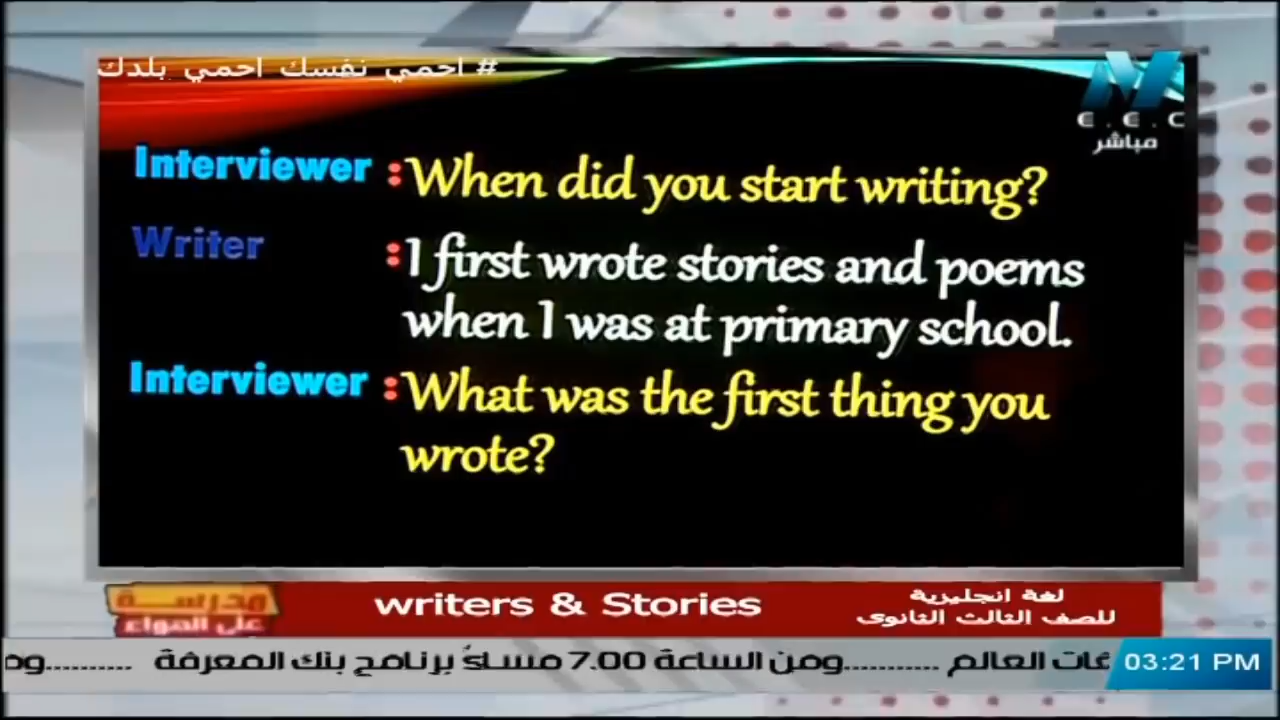 # احمي نفسك احمي بلدك
E.E.C
مباشر
Interviewer : When did you start writing?
Writer : I first wrote stories and poems
when I was at primary school.
Interviewer : What was the first thing you
wrote?
مدرسة
على الهواء
writers & Stories
لغة انجليزية
للصف الثالث الثانوى
ومن الساعة 7.00 مساءً برنامج بنك المعرفة .......... العالم
03:21 PM